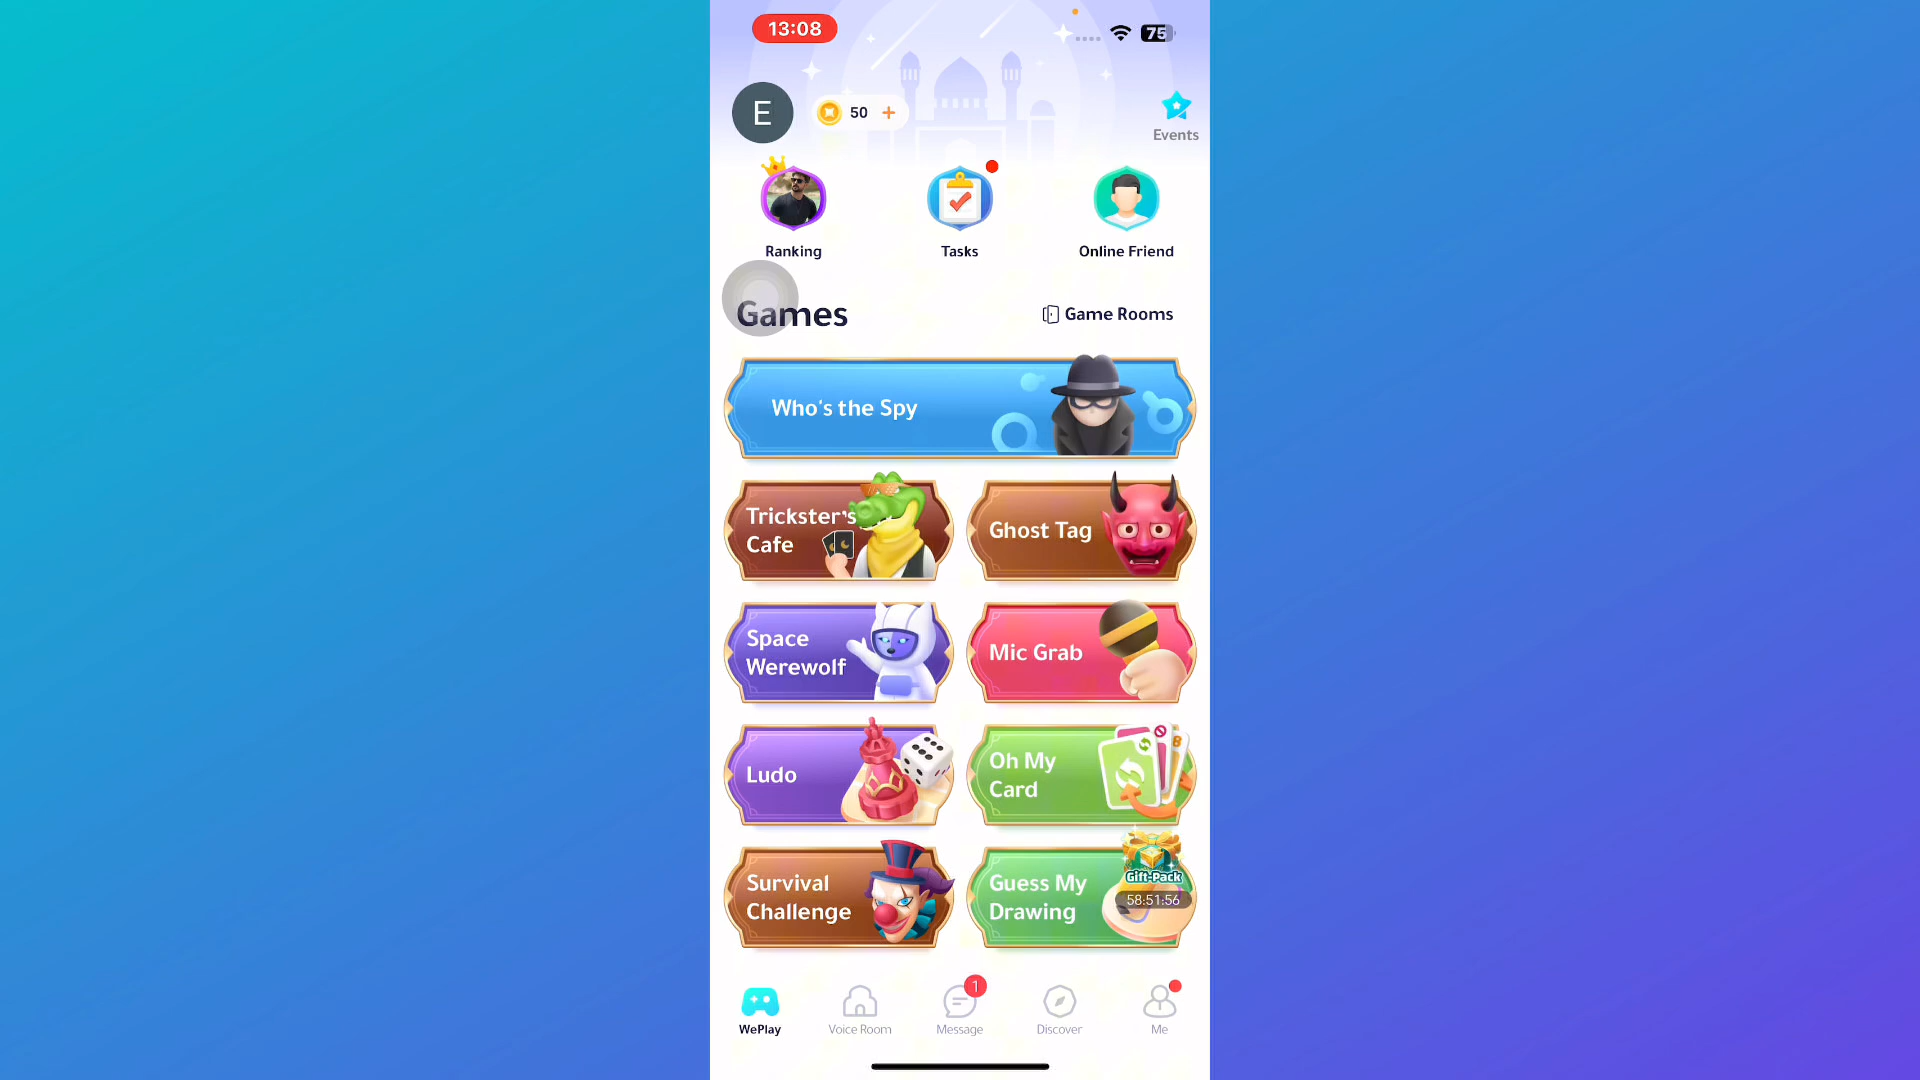 13:08
75
E
50 +
Events
Ranking
Tasks
Online Friend
Games
Game Rooms
Who's the Spy
Trickster's
Cafe
Ghost Tag
Space
Werewolf
Mic Grab
Ludo
Oh My
Card
B
Survival
Challenge
Guess My
Drawing
Gift-Pack
58:51:56
WePlay
Voice Room
1
Message
Discover
Me